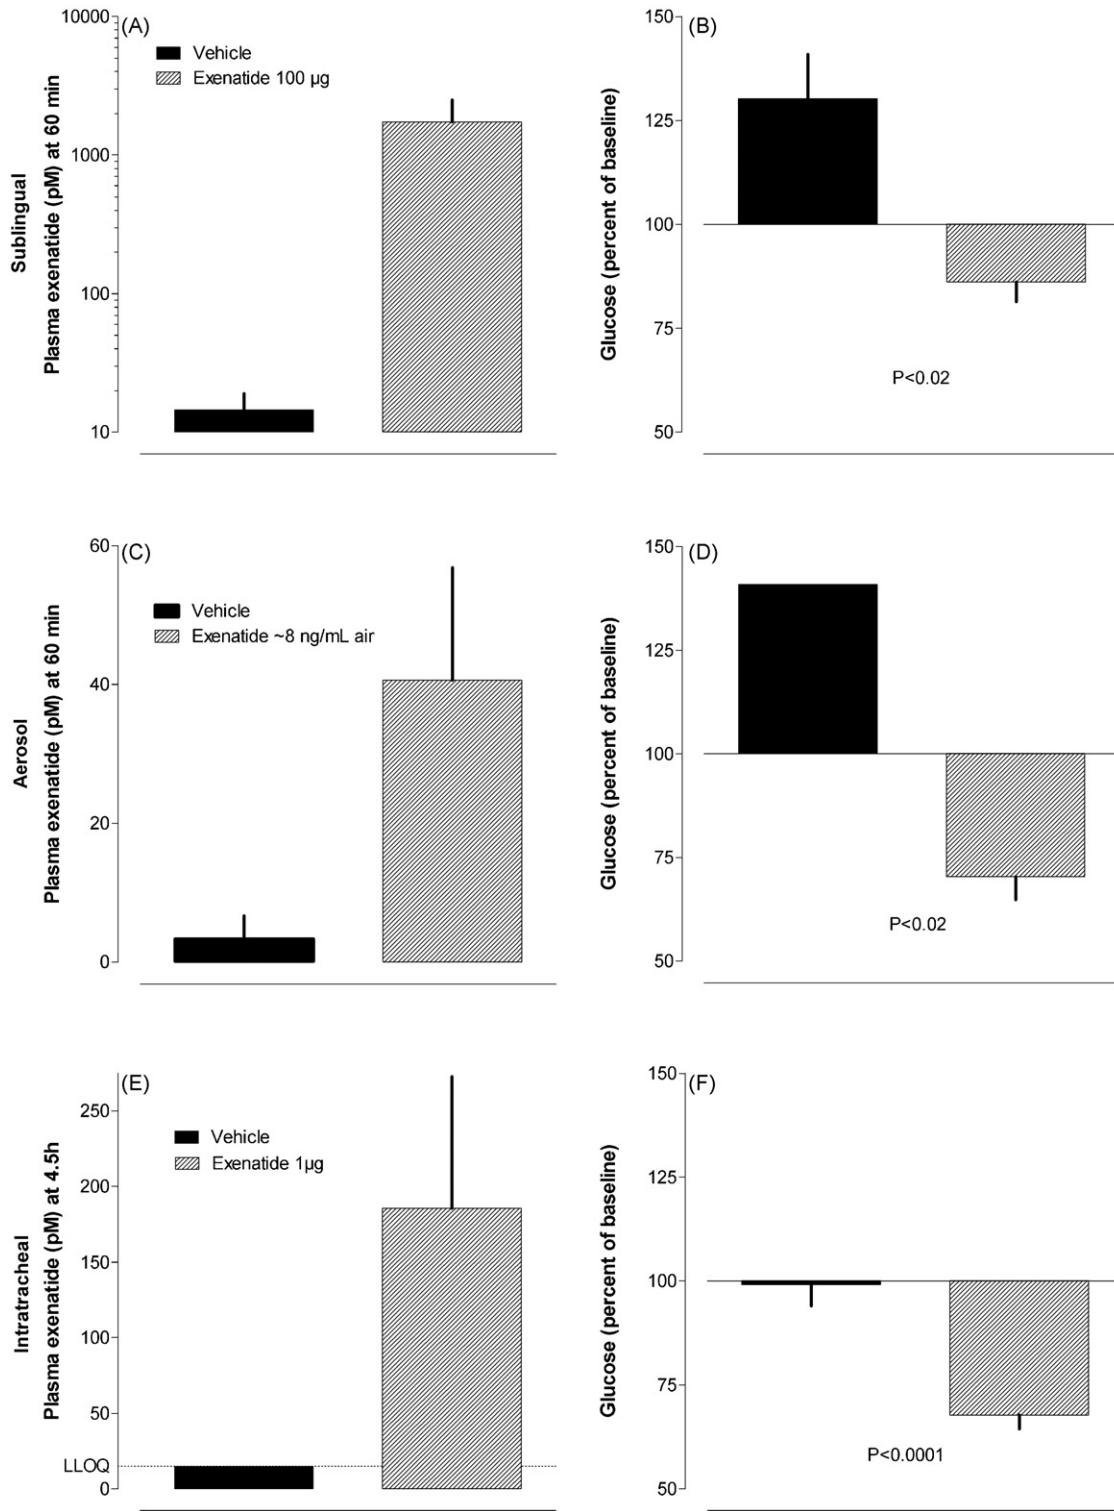 Sublingual
Plasma exenatide (pM) at 60 min
10000
1000
100
10
(A)
Vehicle
Exenatide 100 µg
Glucose (percent of baseline)
150
125
100
75
50
(B)
P<0.02
Aerosol
Plasma exenatide (pM) at 60 min
60
40
20
0
(C)
Vehicle
Exenatide ~8 ng/mL air
Glucose (percent of baseline)
150
125
100
75
50
(D)
P<0.02
Intratracheal
Plasma exenatide (pM) at 4.5h
250
200
150
100
50
LLOQ
0
(E)
Vehicle
Exenatide 1µg
Glucose (percent of baseline)
150
125
100
75
50
(F)
P<0.0001